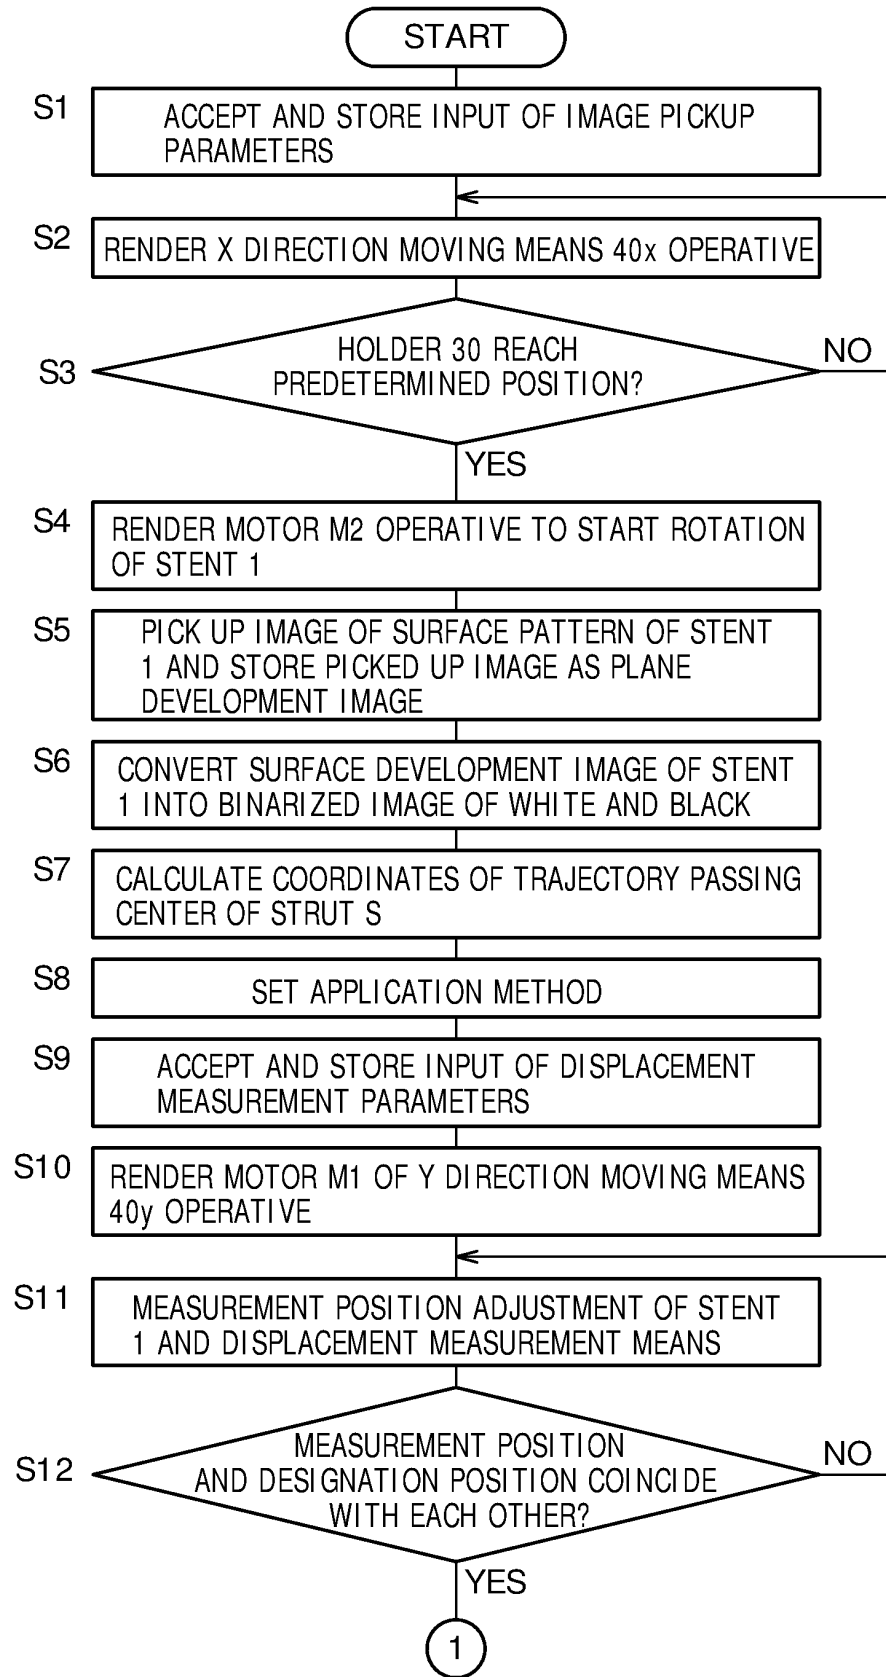 START
S1
ACCEPT AND STORE INPUT OF IMAGE PICKUP
PARAMETERS
S2
RENDER X DIRECTION MOVING MEANS 40x OPERATIVE
S3
HOLDER 30 REACH
PREDETERMINED POSITION?
NO
YES
S4
RENDER MOTOR M2 OPERATIVE TO START ROTATION
OF STENT 1
S5
PICK UP IMAGE OF SURFACE PATTERN OF STENT
1 AND STORE PICKED UP IMAGE AS PLANE
DEVELOPMENT IMAGE
S6
CONVERT SURFACE DEVELOPMENT IMAGE OF STENT
1 INTO BINARIZED IMAGE OF WHITE AND BLACK
S7
CALCULATE COORDINATES OF TRAJECTORY PASSING
CENTER OF STRUT S
S8
SET APPLICATION METHOD
S9
ACCEPT AND STORE INPUT OF DISPLACEMENT
MEASUREMENT PARAMETERS
S10
RENDER MOTOR M1 OF Y DIRECTION MOVING MEANS
40y OPERATIVE
S11
MEASUREMENT POSITION ADJUSTMENT OF STENT
1 AND DISPLACEMENT MEASUREMENT MEANS
S12
MEASUREMENT POSITION
AND DESIGNATION POSITION COINCIDE
WITH EACH OTHER?
NO
YES
1